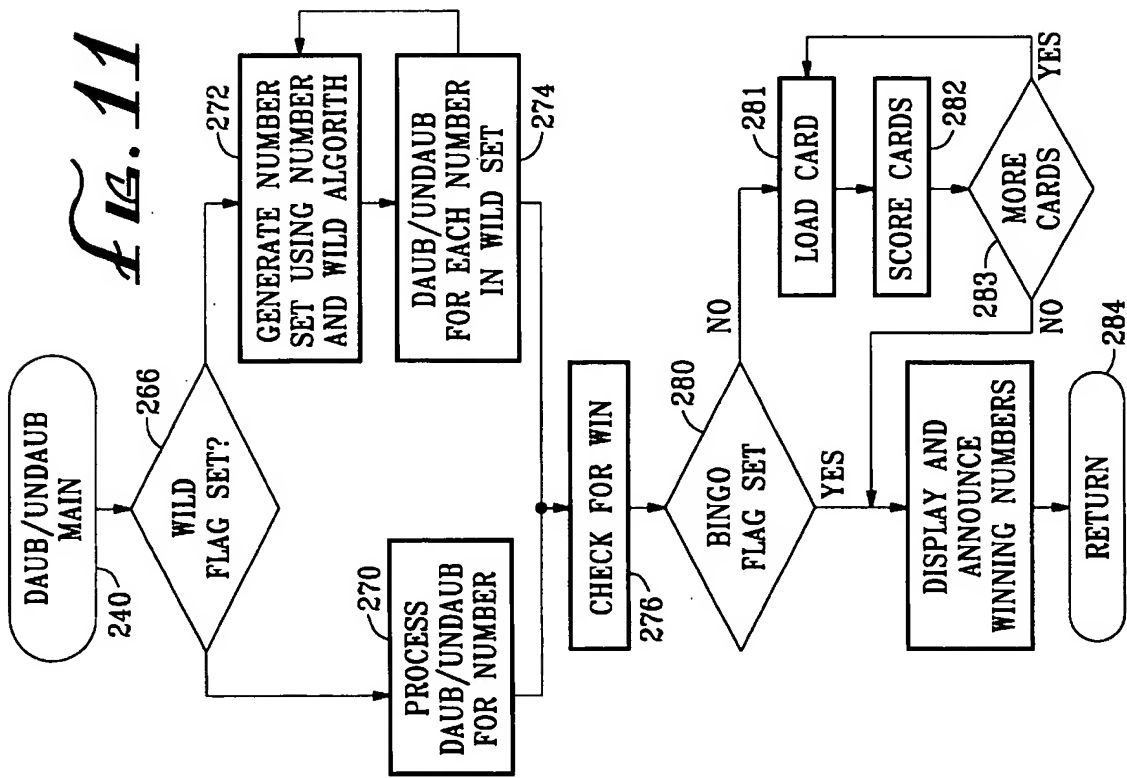 FIG. 11
DAUB/UNDAUB
MAIN
240
WILD
FLAG SET?
266
GENERATE NUMBER
SET USING NUMBER
AND WILD ALGORITH
272
DAUB/UNDAUB
FOR EACH NUMBER
IN WILD SET
274
PROCESS
DAUB/UNDAUB
FOR NUMBER
270
CHECK FOR WIN
276
BINGO
FLAG SET
280
NO
YES
LOAD CARD
281
SCORE CARDS
282
MORE
CARDS
283
YES
NO
DISPLAY AND
ANNOUNCE
WINNING NUMBERS
RETURN
284